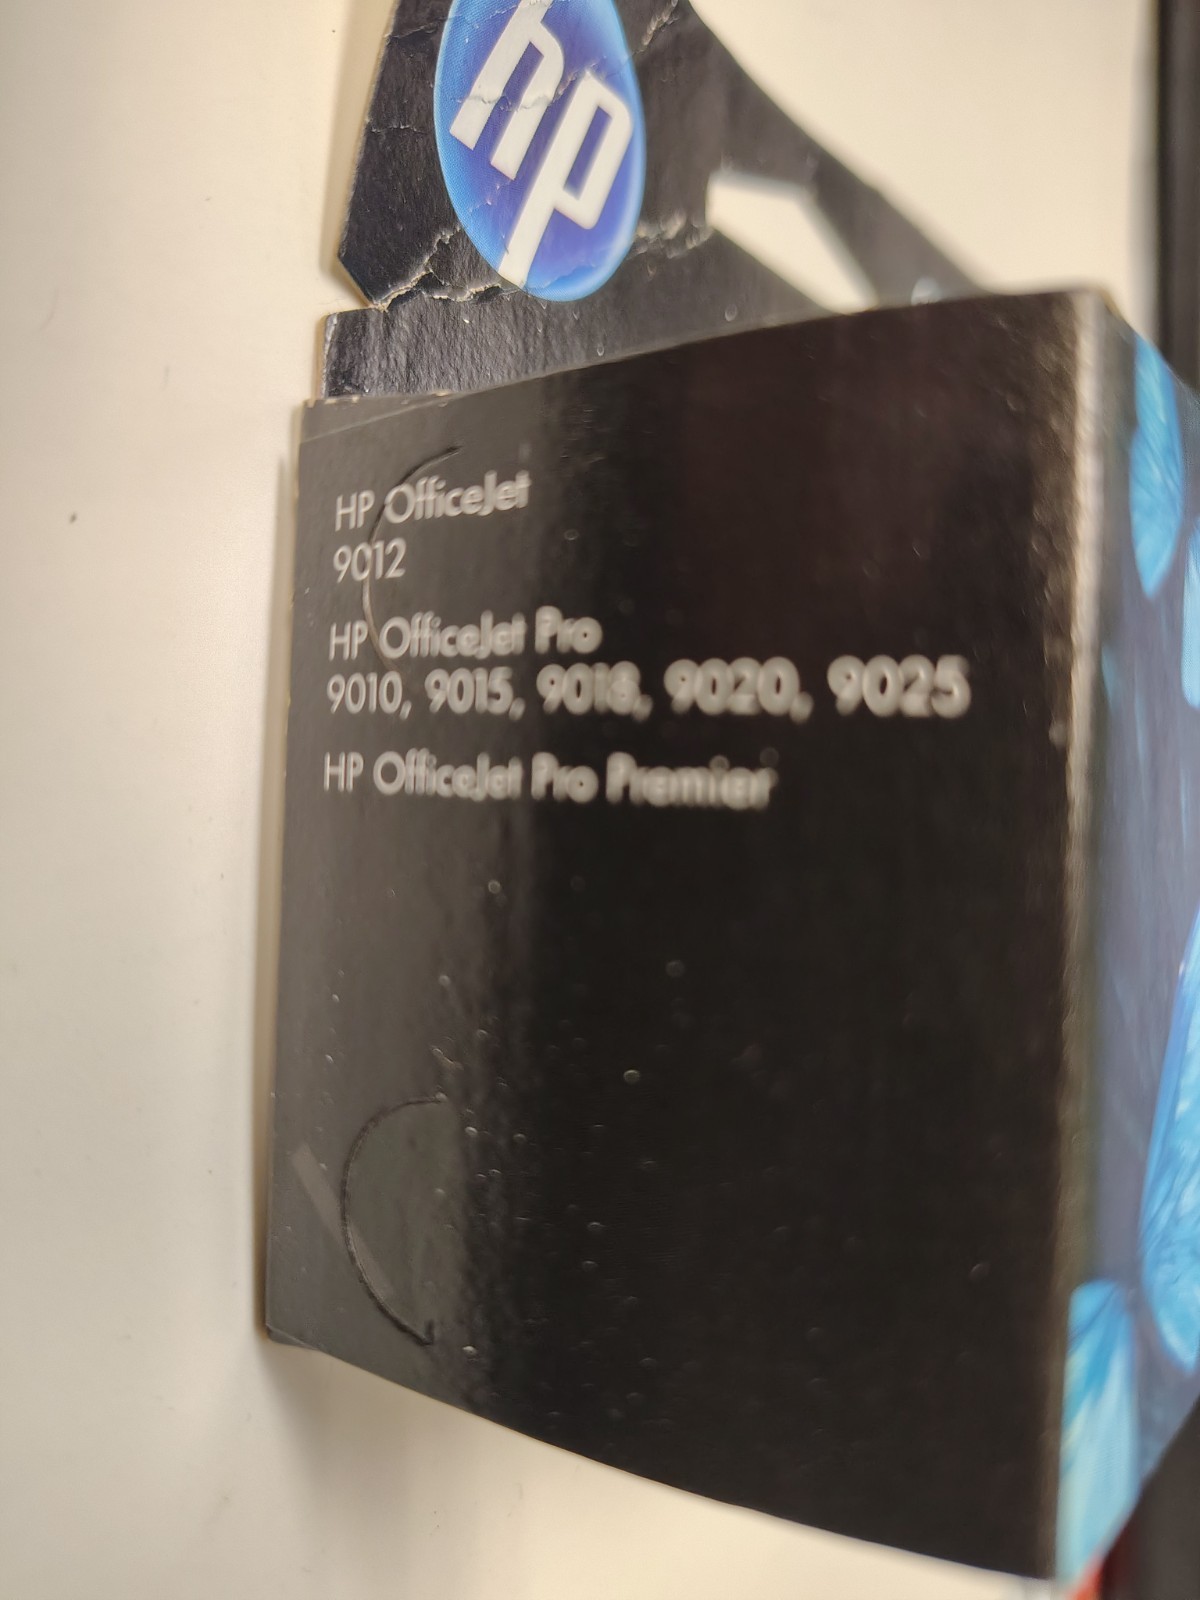 hp
HP OfficeJet
9012
HP OfficeJet Pro
9010, 9015, 9018, 9020, 9025
HP OfficeJet Pro Premier